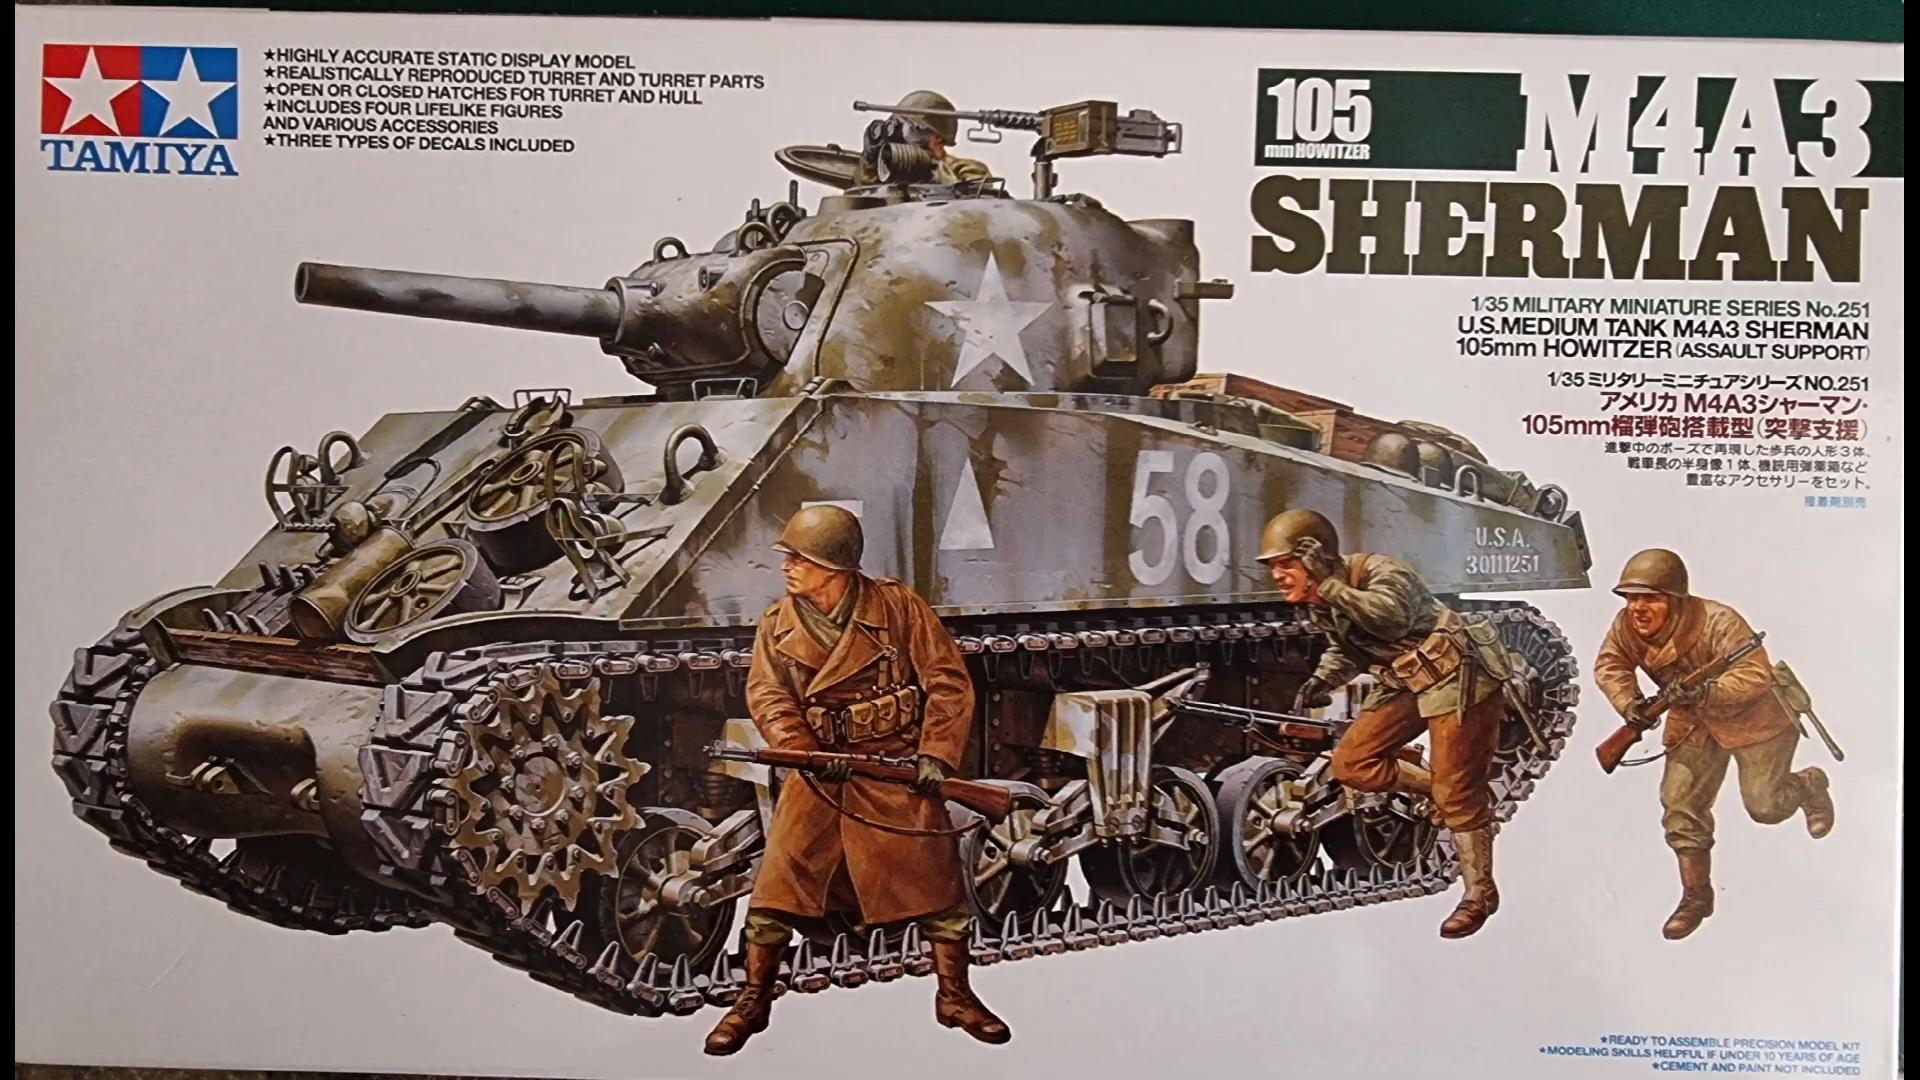 ★HIGHLY ACCURATE STATIC DISPLAY MODEL
★REALISTICALLY REPRODUCED TURRET AND TURRET PARTS
★OPEN OR CLOSED HATCHES FOR TURRET AND HULL
★INCLUDES FOUR LIFELIKE FIGURES
AND VARIOUS ACCESSORIES
★THREE TYPES OF DECALS INCLUDED
TAMIYA
105
mm HOWITZER
M4A3
SHERMAN
1/35 MILITARY MINIATURE SERIES No.251
U.S.MEDIUM TANK M4A3 SHERMAN
105mm HOWITZER (ASSAULT SUPPORT)
1/35 ミリタリーミニチュアシリーズNO.251
アメリカ M4A3シャーマン・
105mm榴弾砲搭載型(突撃支援)
進撃中のポーズで再現した歩兵の人形3体、
戦車長の半身像1体、機銃用弾薬箱など
豊富なアクセサリーをセット。
接着剤別売
58
U.S.A.
30111251
★READY TO ASSEMBLE PRECISION MODEL KIT
★MODELING SKILLS HELPFUL IF UNDER 10 YEARS OF AGE
★CEMENT AND PAINT NOT INCLUDED